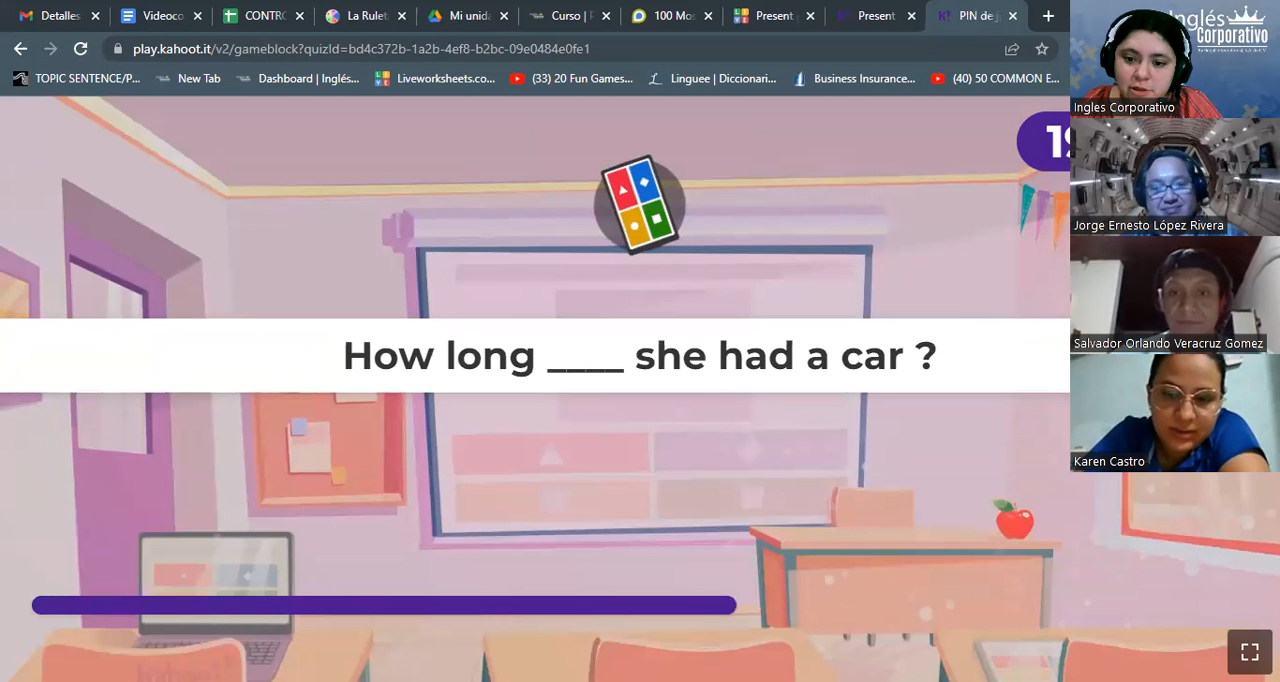 Detalles
Videoco
CONTRO
La Rulet
Mi unida
Curso | P
100 Mos
Present
Present
PIN de j
play.kahoot.it/v2/gameblock?quizId=bd4c372b-1a2b-4ef8-b2bc-09e0484e0fe1
TOPIC SENTENCE/P...
New Tab
Dashboard | Inglés...
Liveworksheets.co...
(33) 20 Fun Games...
Linguee | Diccionari...
Business Insurance...
(40) 50 COMMON E...
Inglés
Corporativo
Ingles Corporativo
Jorge Ernesto López Rivera
How long ____ she had a car ?
Salvador Orlando Veracruz Gomez
Karen Castro